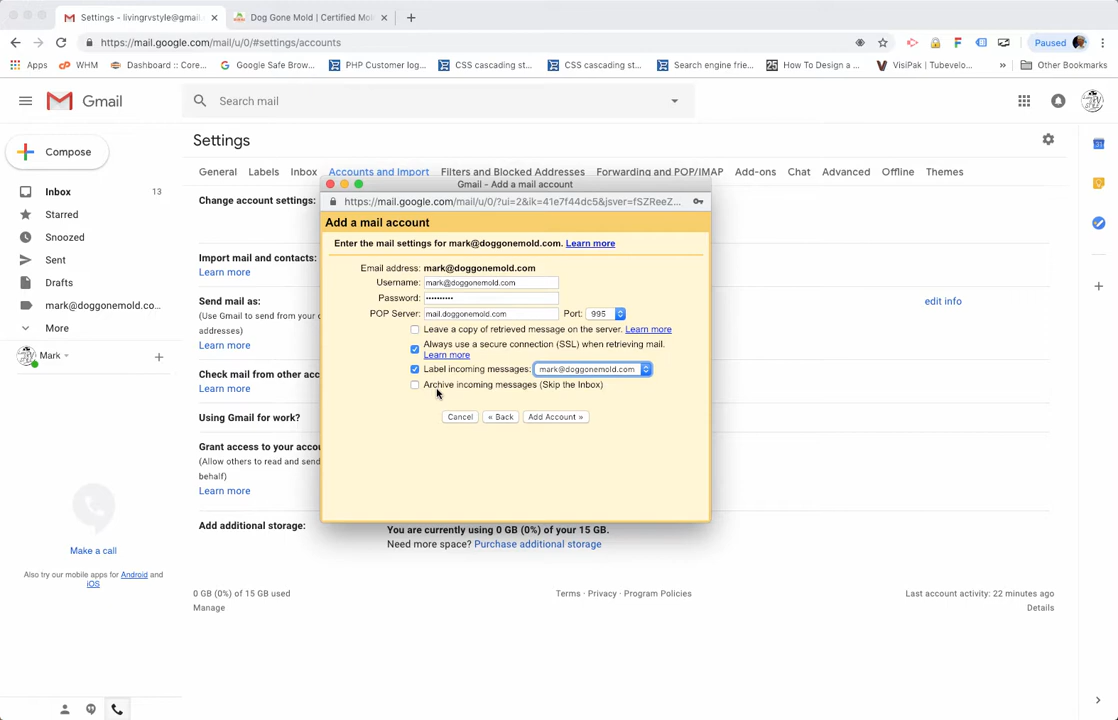 Settings - livingrvstyle@gmail.
Dog Gone Mold | Certified Mol
https://mail.google.com/mail/u/0/#settings/accounts
Paused
Apps
WHM
Dashboard :: Core...
Google Safe Brow...
PHP Customer log...
CSS cascading st...
CSS cascading st...
Search engine frie...
25 How To Design a ...
VisiPak | Tubevelo...
»
Other Bookmarks
Gmail
Search mail
Compose
Inbox 13
Starred
Snoozed
Sent
Drafts
mark@doggonemold.co...
More
Mark
Make a call
Also try our mobile apps for Android and
iOS
Settings
General Labels Inbox Accounts and Import Filters and Blocked Addresses Forwarding and POP/IMAP Add-ons Chat Advanced Offline Themes
Change account settings:
Import mail and contacts:
Learn more
Send mail as:
(Use Gmail to send from your o
addresses)
Learn more
edit info
Check mail from other acc
Learn more
Using Gmail for work?
Grant access to your accou
(Allow others to read and send
behalf)
Learn more
Add additional storage:
You are currently using 0 GB (0%) of your 15 GB.
Need more space? Purchase additional storage
Gmail - Add a mail account
https://mail.google.com/mail/u/0/?ui=2&ik=41e7f44dc5&jsver=fSZReeZ...
Add a mail account
Enter the mail settings for mark@doggonemold.com. Learn more
Email address: mark@doggonemold.com
Username: mark@doggonemold.com
Password: ••••••••••
POP Server: mail.doggonemold.com Port: 995
Leave a copy of retrieved message on the server. Learn more
Always use a secure connection (SSL) when retrieving mail.
Learn more
Label incoming messages: mark@doggonemold.com
Archive incoming messages (Skip the Inbox)
Cancel « Back Add Account »
0 GB (0%) of 15 GB used
Manage
Terms · Privacy · Program Policies
Last account activity: 22 minutes ago
Details